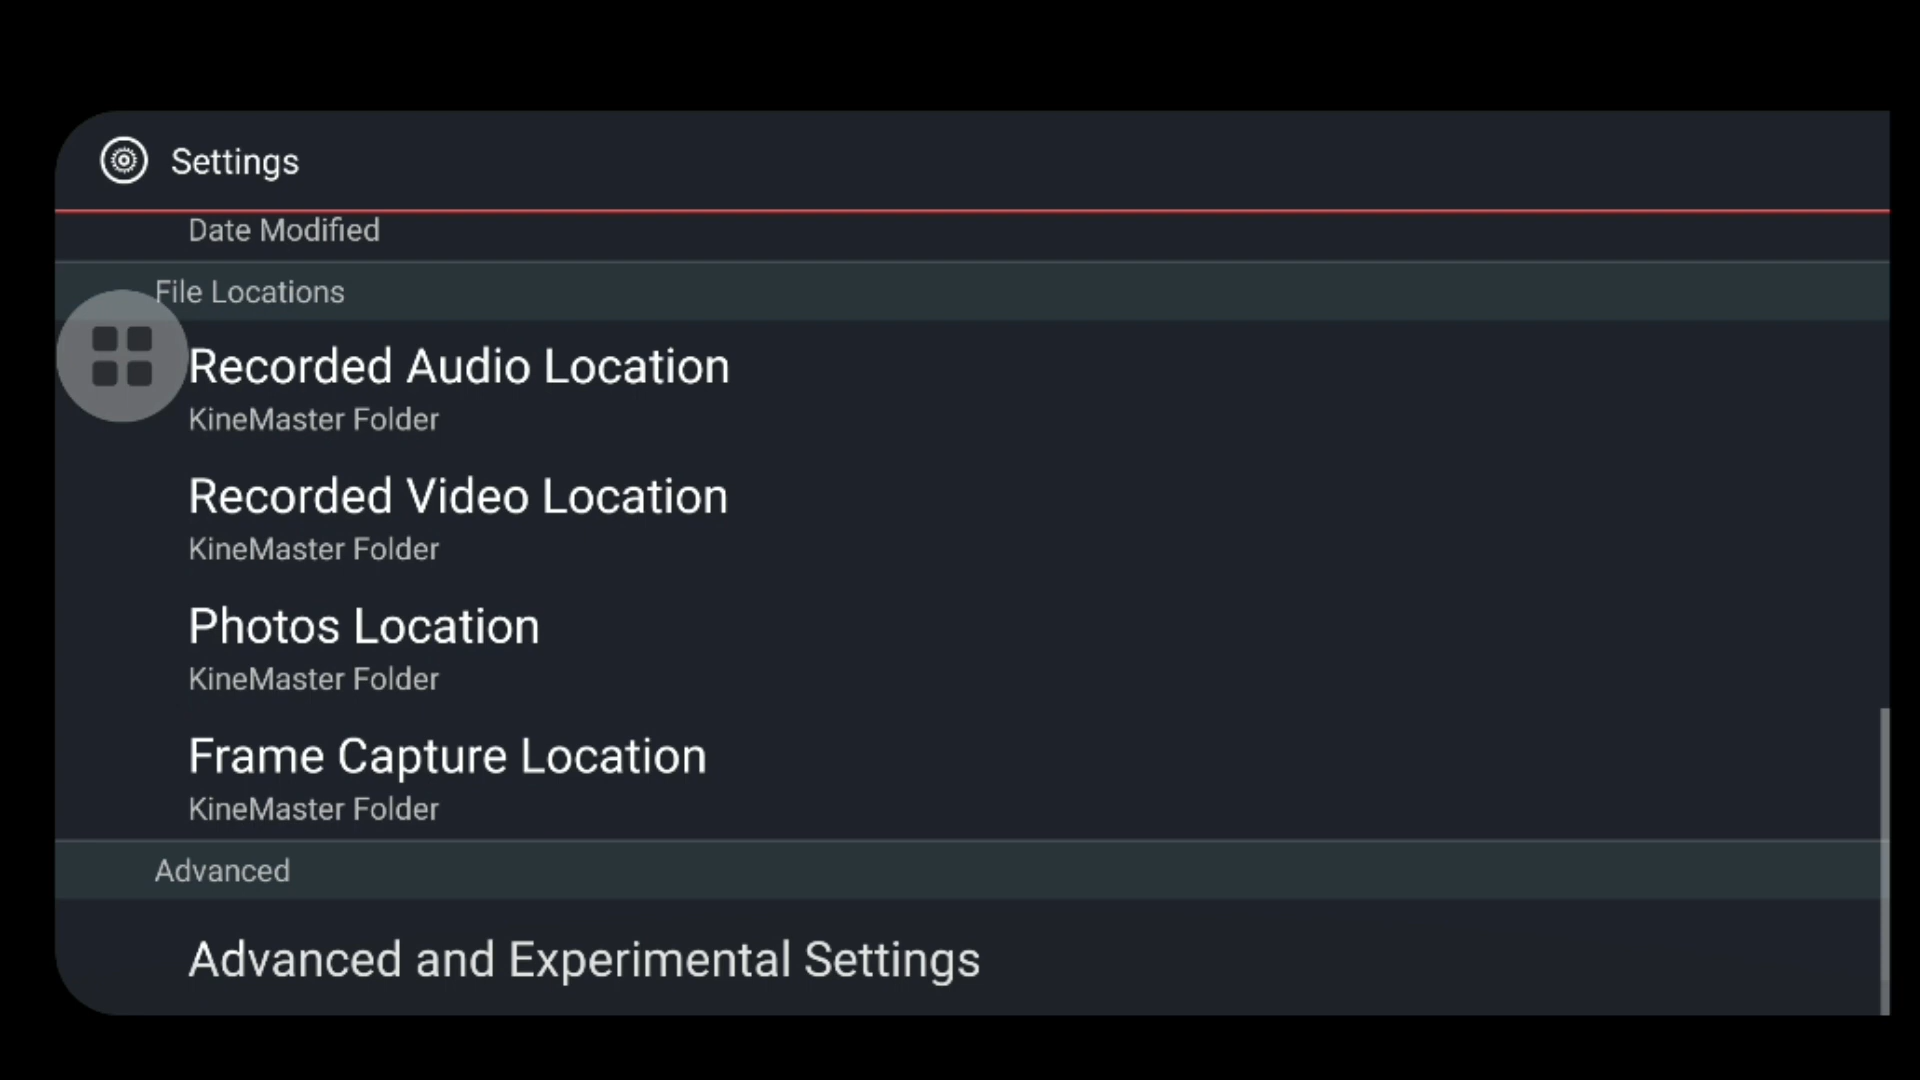 Settings
Date Modified
File Locations
Recorded Audio Location
KineMaster Folder
Recorded Video Location
KineMaster Folder
Photos Location
KineMaster Folder
Frame Capture Location
KineMaster Folder
Advanced
Advanced and Experimental Settings